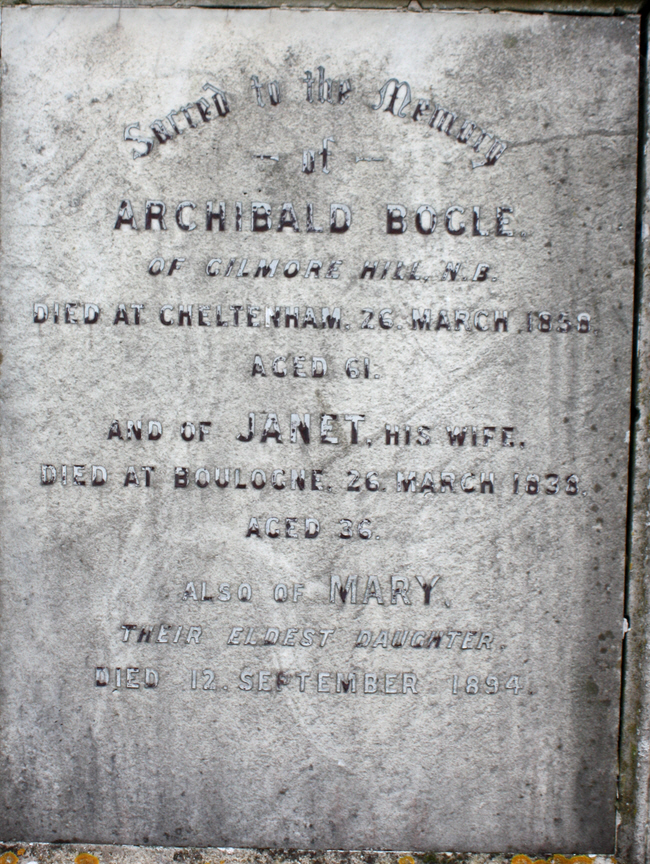 Sacred to the Memory
of
ARCHIBALD BOGLE.
OF GILMORE HILL, N.B.
DIED AT CHELTENHAM, 26. MARCH, 1858.
AGED 61.
AND OF JANET, HIS WIFE,
DIED AT BOULOGNE, 26. MARCH 1838.
AGED 36.
ALSO OF MARY,
THEIR ELDEST DAUGHTER.
DIED 12. SEPTEMBER 1894.